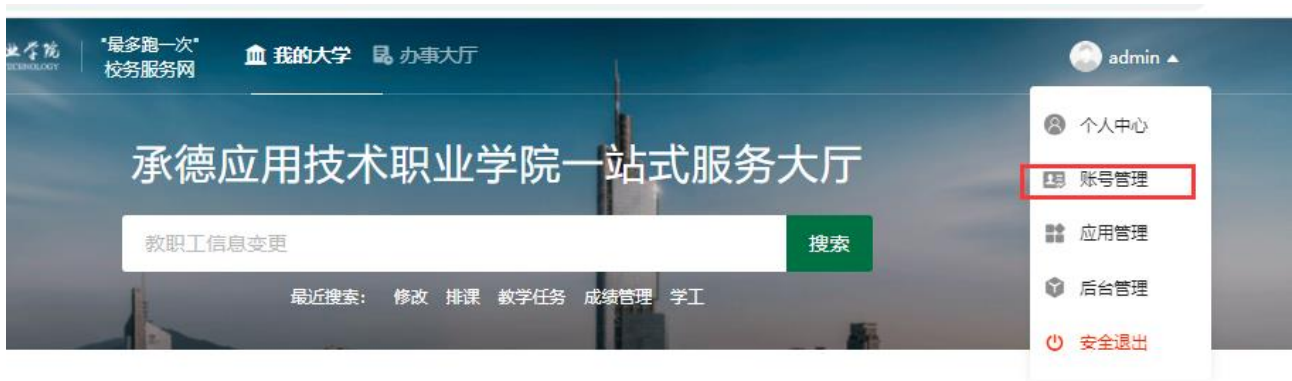 业学院
"最多跑一次"
校务服务网
我的大学
办事大厅
admin
个人中心
承德应用技术职业学院一站式服务大厅
账号管理
教职工信息变更
搜索
应用管理
最近搜索: 修改 排课 教学任务 成绩管理 学工
后台管理
安全退出